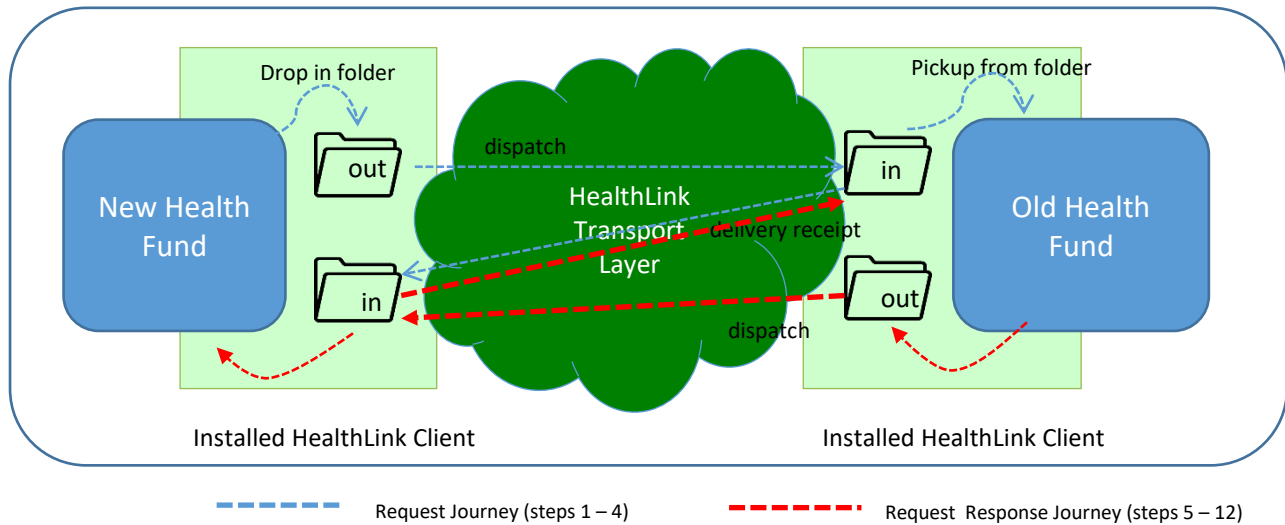 Drop in folder
Pickup from folder
out
dispatch
in
New Health
Fund
HealthLink
Transport
Layer
delivery receipt
Old Health
Fund
in
out
dispatch
Installed HealthLink Client
Installed HealthLink Client
Request Journey (steps 1 – 4)
Request Response Journey (steps 5 – 12)